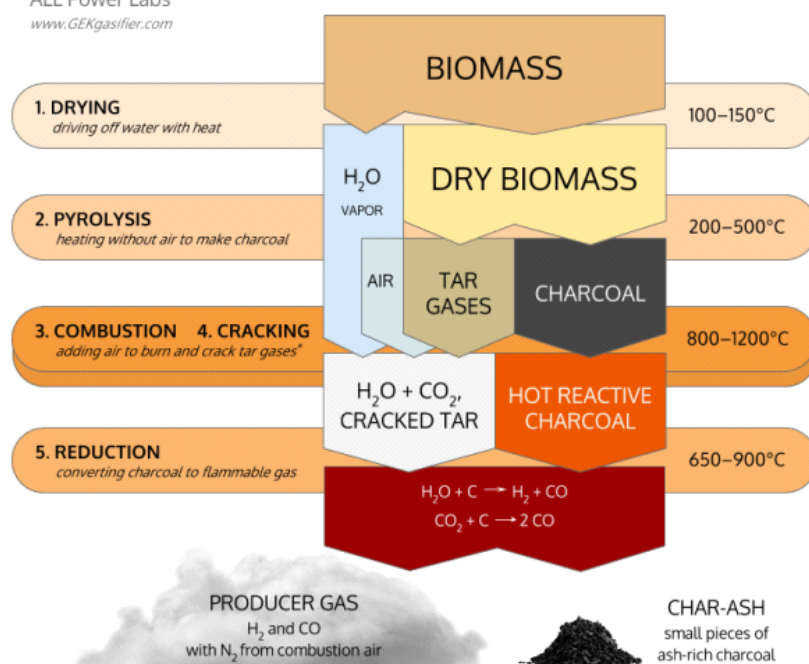 ALL Power Labs
www.GEKgasifier.com
BIOMASS
1. DRYING
driving off water with heat
100–150°C
H₂O
VAPOR
DRY BIOMASS
2. PYROLYSIS
heating without air to make charcoal
200–500°C
AIR
TAR
GASES
CHARCOAL
3. COMBUSTION 4. CRACKING
adding air to burn and crack tar gases*
800–1200°C
H₂O + CO₂,
CRACKED TAR
HOT REACTIVE
CHARCOAL
5. REDUCTION
converting charcoal to flammable gas
650–900°C
H₂O + C → H₂ + CO
CO₂ + C → 2 CO
PRODUCER GAS
H₂ and CO
with N₂ from combustion air
CHAR-ASH
small pieces of
ash-rich charcoal